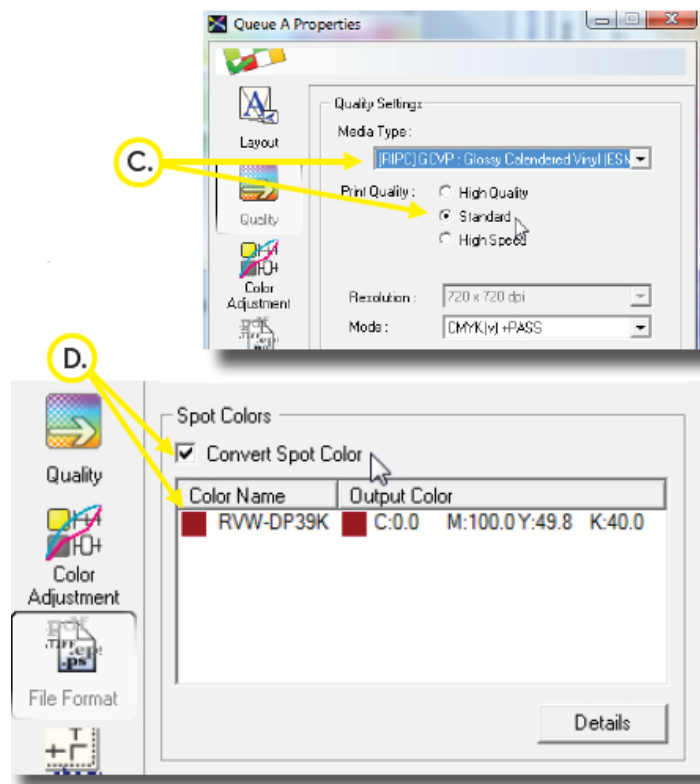 Queue A Properties
Layout
Quality
Color
Adjustment
Quality Settings
Media Type :
[RIPC] GCVP : Glossy Calendered Vinyl (ESM
Print Quality :
High Quality
Standard
High Speed
Resolution :
720 x 720 dpi
Mode :
CMYK(v) +PASS
C.
D.
Quality
Color
Adjustment
File Format
Spot Colors
Convert Spot Color
Color Name Output Color
RVW-DP39K C:0.0 M:100.0 Y:49.8 K:40.0
Details